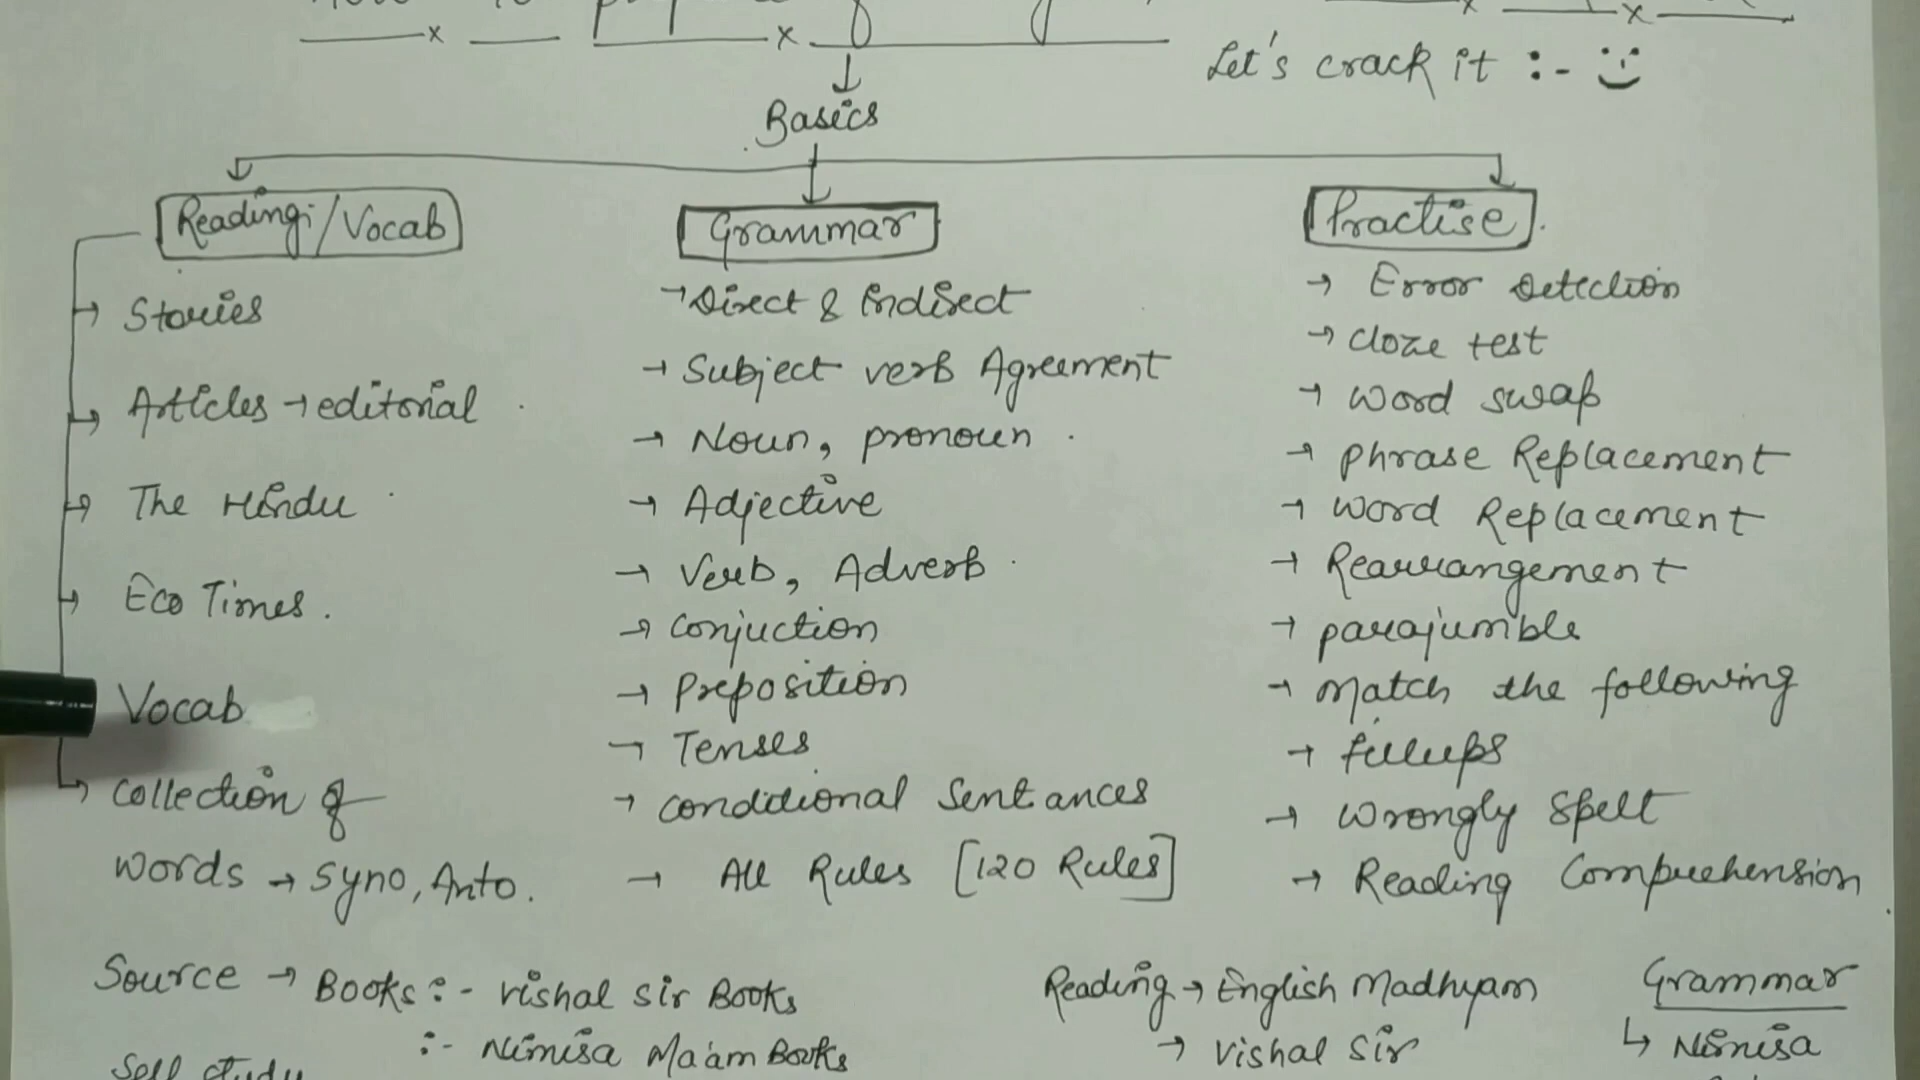 Let's crack it :-
Basics
Reading/Vocab
→ Stories
→ Articles → editorial
→ The Hindu
→ Eco Times.
Vocab
→ Collection of
words → Syno, Anto.
Grammar
→ Direct & Indirect
→ Subject verb Agreement
→ Noun, pronoun
→ Adjective
→ Verb, Adverb
→ Conjuction
→ Preposition
→ Tenses
→ Conditional Sentances
→ All Rules [120 Rules]
Practise
→ Error Detection
→ Cloze test
→ Word swap
→ Phrase Replacement
→ Word Replacement
→ Rearrangement
→ parajumble
→ Match the following
→ fillups
→ Wrongly Spelt
→ Reading Comprehension
Source → Books :- Vishal Sir Books
:- Nimisa Ma'am Books
Self study
Reading → English Madhyam
→ Vishal Sir
Grammar
↳ Nimisa